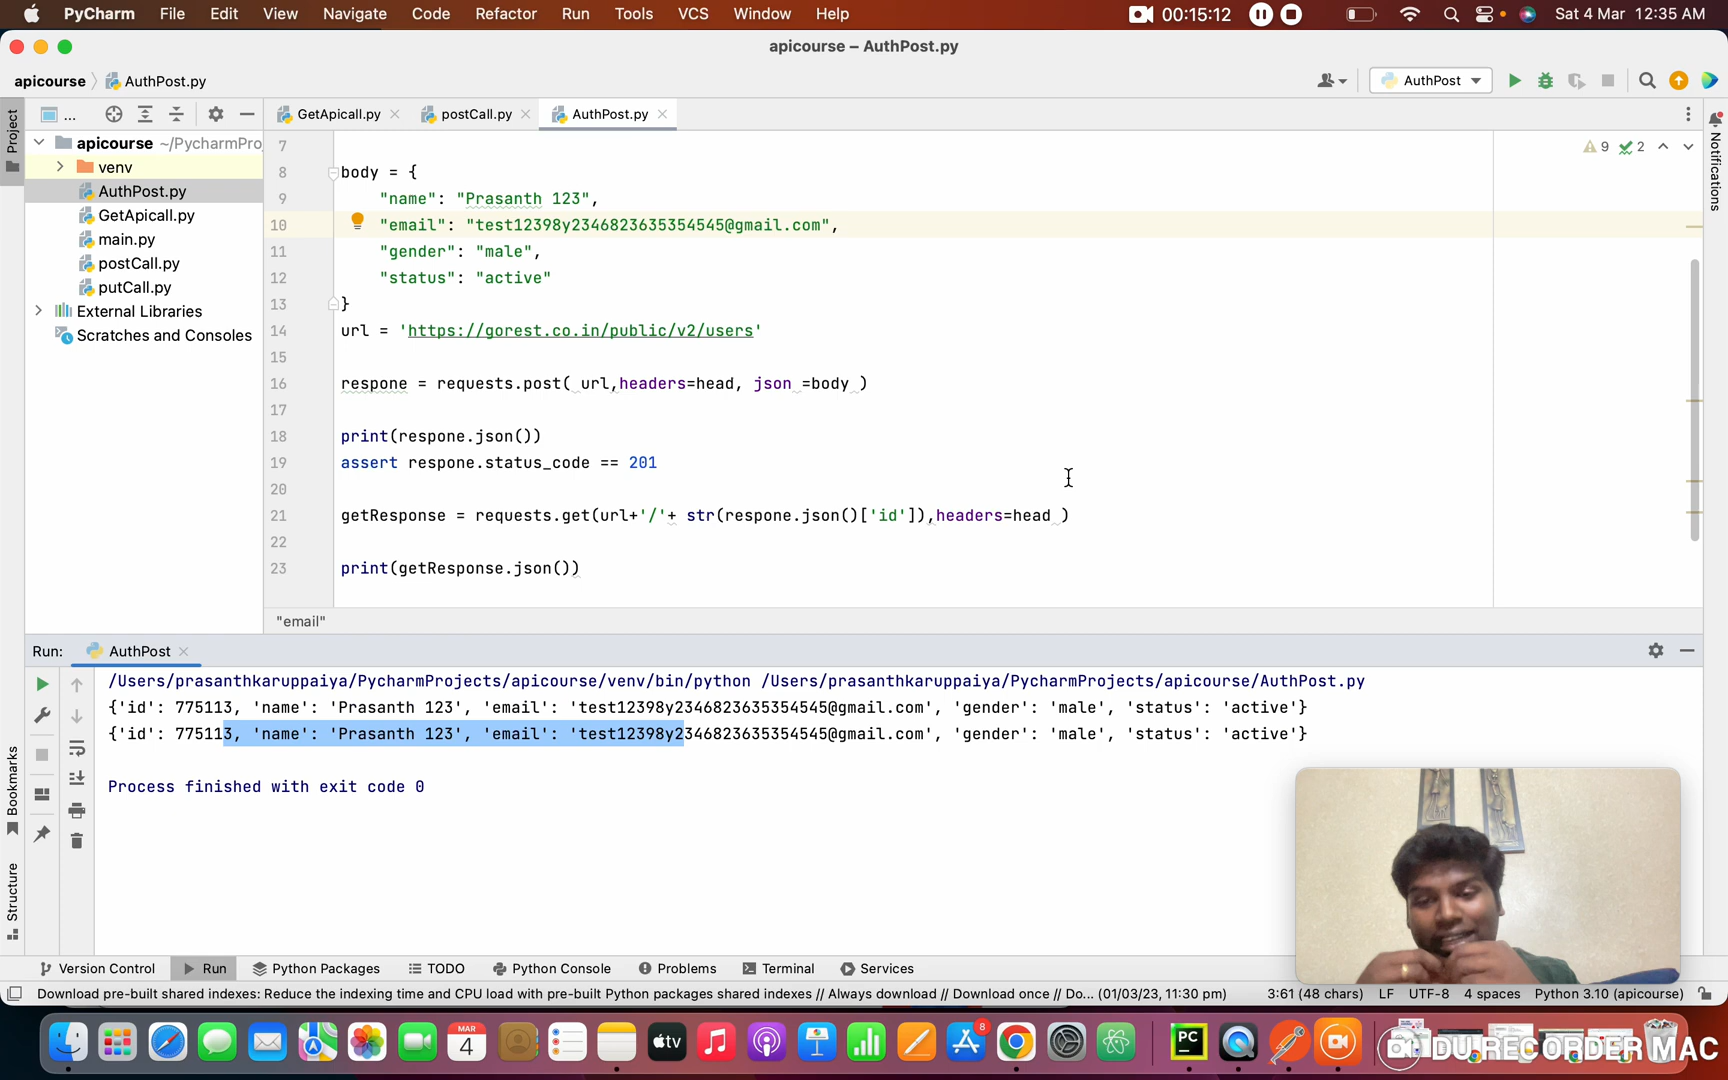 PyCharm File Edit View Navigate Code Refactor Run Tools VCS Window Help 00:15:12 Sat 4 Mar 12:35 AM
apicourse – AuthPost.py
apicourse AuthPost.py AuthPost
Project ... GetApicall.py postCall.py AuthPost.py
apicourse ~/PycharmPro
venv
AuthPost.py
GetApicall.py
main.py
postCall.py
putCall.py
External Libraries
Scratches and Consoles
9 2
Notifications
7
8 body = {
9 "name": "Prasanth 123",
10 "email": "test12398y2346823635354545@gmail.com",
11 "gender": "male",
12 "status": "active"
13 }
14 url = 'https://gorest.co.in/public/v2/users'
15
16 respone = requests.post( url,headers=head, json =body )
17
18 print(respone.json())
19 assert respone.status_code == 201
20
21 getResponse = requests.get(url+'/'+ str(respone.json()['id']),headers=head )
22
23 print(getResponse.json())
"email"
Run: AuthPost
/Users/prasanthkaruppaiya/PycharmProjects/apicourse/venv/bin/python /Users/prasanthkaruppaiya/PycharmProjects/apicourse/AuthPost.py
{'id': 775113, 'name': 'Prasanth 123', 'email': 'test12398y2346823635354545@gmail.com', 'gender': 'male', 'status': 'active'}
{'id': 775113, 'name': 'Prasanth 123', 'email': 'test12398y2346823635354545@gmail.com', 'gender': 'male', 'status': 'active'}
Process finished with exit code 0
Bookmarks
Structure
Version Control Run Python Packages TODO Python Console Problems Terminal Services
Download pre-built shared indexes: Reduce the indexing time and CPU load with pre-built Python packages shared indexes // Always download // Download once // Do... (01/03/23, 11:30 pm) 3:61 (48 chars) LF UTF-8 4 spaces Python 3.10 (apicourse)
MAR
4
tv
8
PC
DU RECORDER MAC